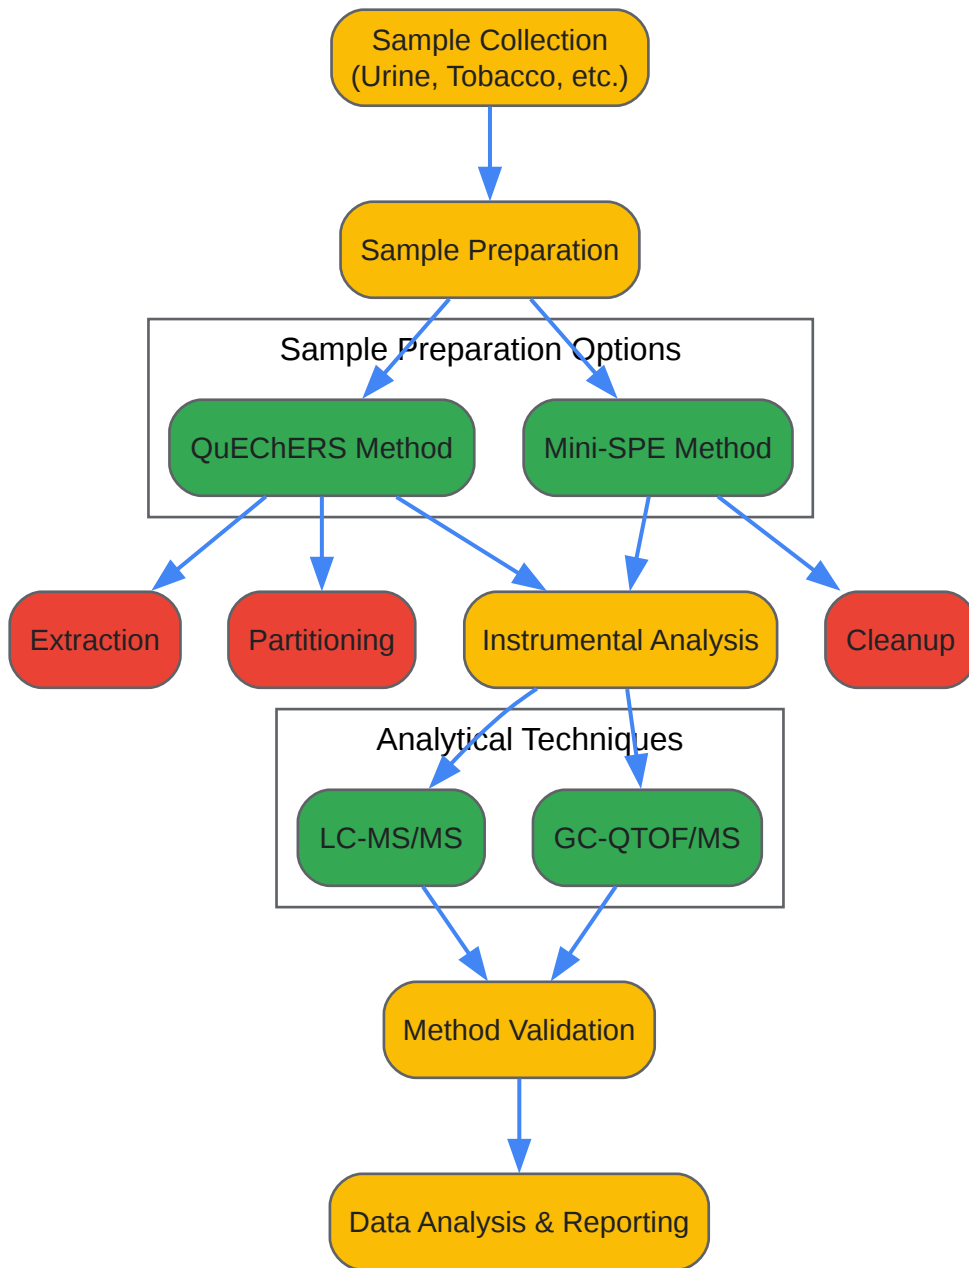 Sample Collection
(Urine, Tobacco, etc.)
Sample Preparation
Sample Preparation Options
QuEChERS Method
Mini-SPE Method
Extraction
Partitioning
Instrumental Analysis
Cleanup
Analytical Techniques
LC-MS/MS
GC-QTOF/MS
Method Validation
Data Analysis & Reporting